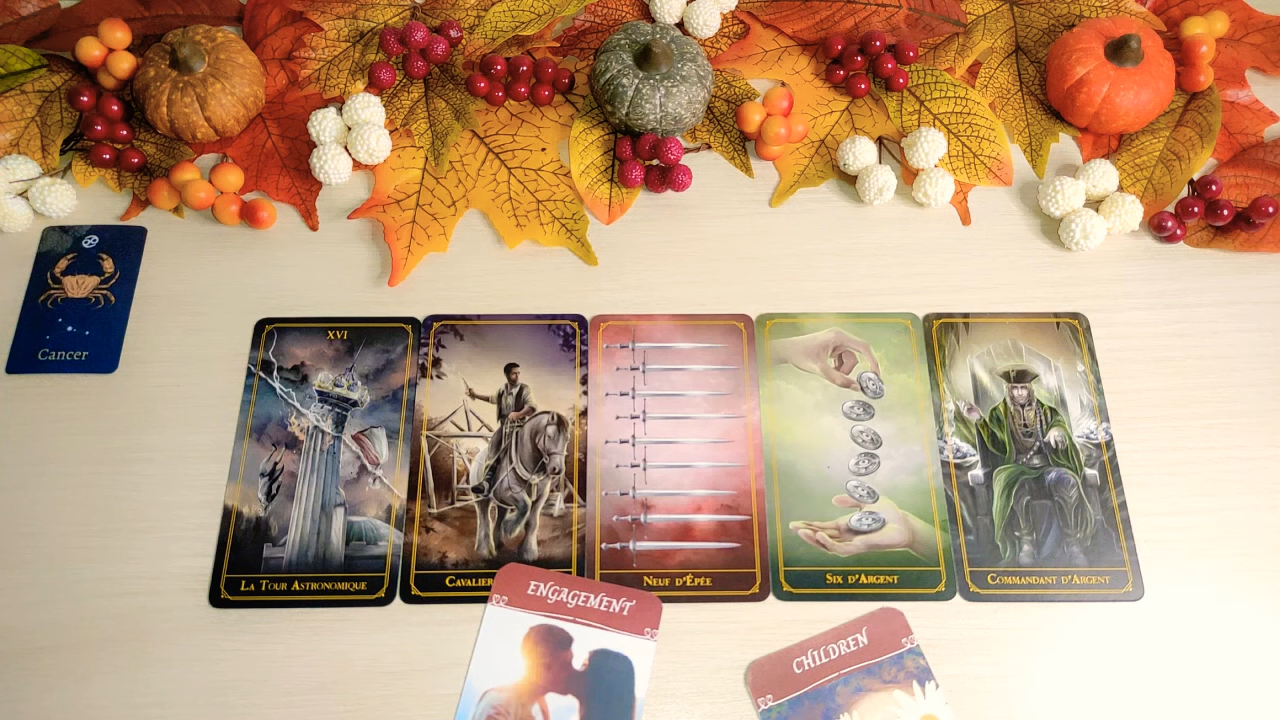 Cancer
XVI
La Tour Astronomique
Cavalier
Neuf d'Épée
Six d'Argent
Commandant d'Argent
Engagement
Children